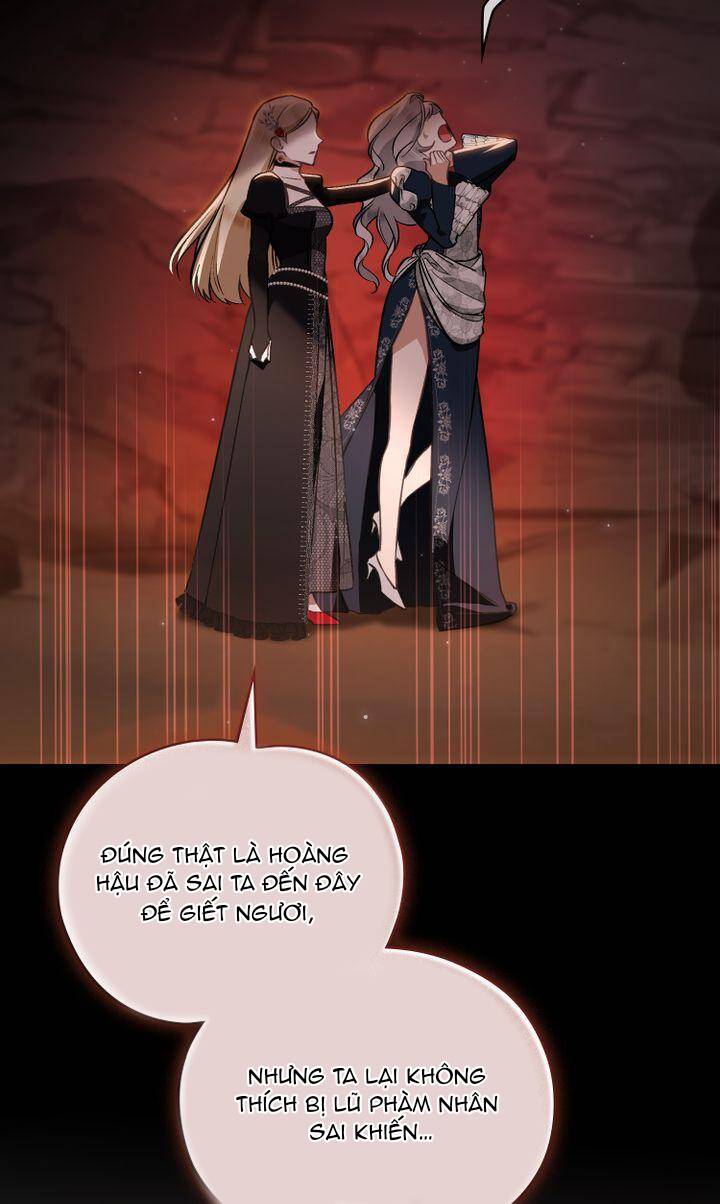 ĐÚNG THẬT LÀ HOÀNG
HẬU ĐÃ SAI TA ĐẾN ĐÂY
ĐỂ GIẾT NGƯƠI,
NHƯNG TA LẠI KHÔNG
THÍCH BỊ LŨ PHÀM NHÂN
SAI KHIẾN...